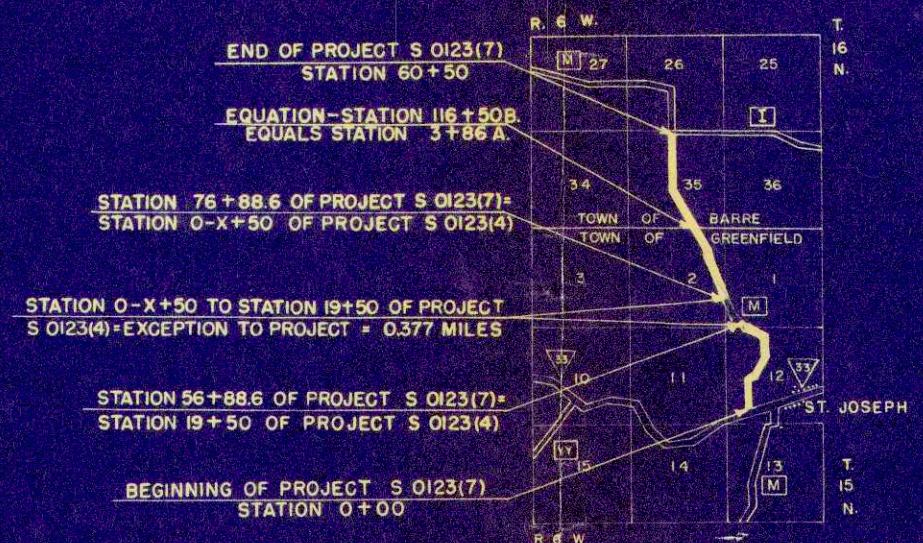 END OF PROJECT S 0123(7)
STATION 60+50
EQUATION-STATION 116+50B.
EQUALS STATION 3+86 A.
STATION 76+88.6 OF PROJECT S 0123(7)=
STATION 0-X+50 OF PROJECT S 0123(4)
STATION 0-X+50 TO STATION 19+50 OF PROJECT
S 0123(4)=EXCEPTION TO PROJECT = 0.377 MILES
STATION 56+88.6 OF PROJECT S 0123(7)=
STATION 19+50 OF PROJECT S 0123(4)
BEGINNING OF PROJECT S 0123(7)
STATION 0+00
R. 6 W.
T.
16
N.
M 27 26 25
I
34 35 36
TOWN OF BARRE
TOWN OF GREENFIELD
3 2 1
M
33
10 11 12 33
ST. JOSEPH
YY 15 14 13
M
T.
15
N.
R 6 W